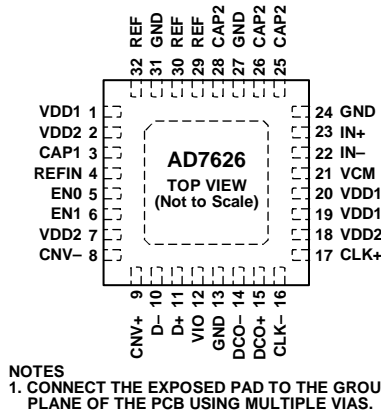 32 REF
31 GND
30 REF
29 REF
28 CAP2
27 GND
26 CAP2
25 CAP2
VDD1 1
VDD2 2
CAP1 3
REFIN 4
EN0 5
EN1 6
VDD2 7
CNV– 8
AD7626
TOP VIEW
(Not to Scale)
24 GND
23 IN+
22 IN–
21 VCM
20 VDD1
19 VDD1
18 VDD2
17 CLK+
CNV+ 9
D– 10
D+ 11
VIO 12
GND 13
DCO– 14
DCO+ 15
CLK– 16
NOTES
1. CONNECT THE EXPOSED PAD TO THE GROU
PLANE OF THE PCB USING MULTIPLE VIAS.